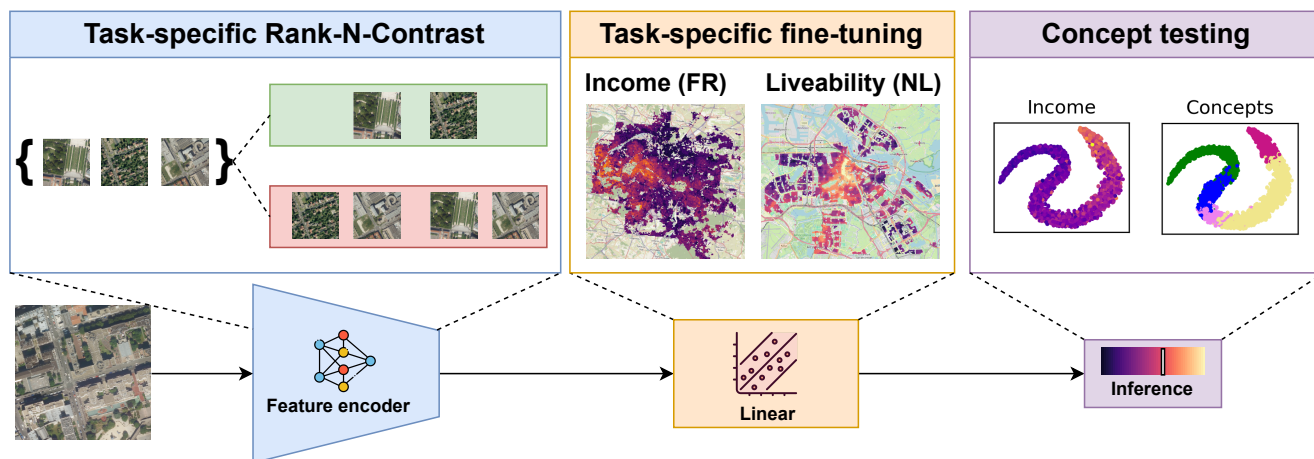 Task-specific Rank-N-Contrast
Task-specific fine-tuning
Concept testing
Income (FR)
Liveability (NL)
Income
Concepts
{ }
Feature encoder
Linear
Inference